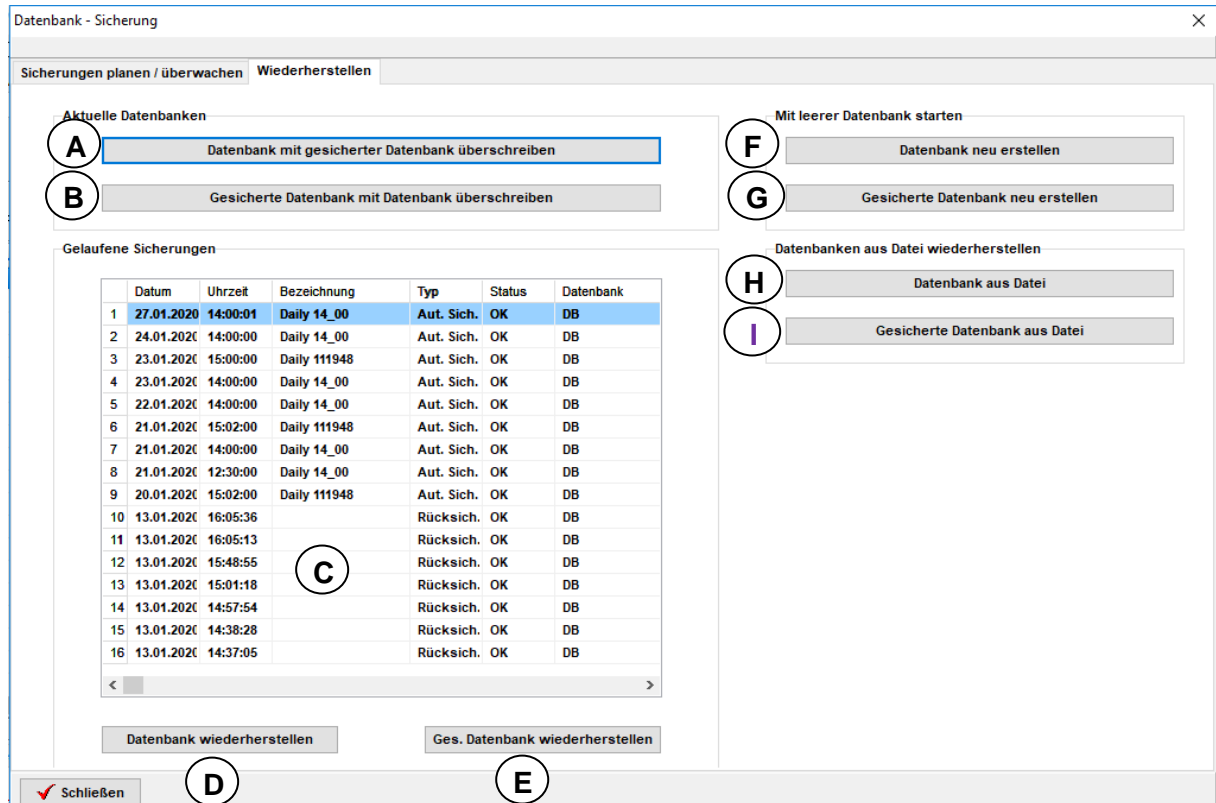 Datenbank - Sicherung
Sicherungen planen / überwachen Wiederherstellen
Aktuelle Datenbanken
A Datenbank mit gesicherter Datenbank überschreiben
B Gesicherte Datenbank mit Datenbank überschreiben
Mit leerer Datenbank starten
F Datenbank neu erstellen
G Gesicherte Datenbank neu erstellen
Gelaufene Sicherungen
Datum Uhrzeit Bezeichnung Typ Status Datenbank
1 27.01.2020 14:00:01 Daily 14_00 Aut. Sich. OK DB
2 24.01.2020 14:00:00 Daily 14_00 Aut. Sich. OK DB
3 23.01.2020 15:00:00 Daily 111948 Aut. Sich. OK DB
4 23.01.2020 14:00:00 Daily 14_00 Aut. Sich. OK DB
5 22.01.2020 14:00:00 Daily 14_00 Aut. Sich. OK DB
6 21.01.2020 15:02:00 Daily 111948 Aut. Sich. OK DB
7 21.01.2020 14:00:00 Daily 14_00 Aut. Sich. OK DB
8 21.01.2020 12:30:00 Daily 14_00 Aut. Sich. OK DB
9 20.01.2020 15:02:00 Daily 111948 Aut. Sich. OK DB
10 13.01.2020 16:05:36 Rücksich. OK DB
11 13.01.2020 16:05:13 Rücksich. OK DB
12 13.01.2020 15:48:55 Rücksich. OK DB
13 13.01.2020 15:01:18 Rücksich. OK DB
14 13.01.2020 14:57:54 Rücksich. OK DB
15 13.01.2020 14:38:28 Rücksich. OK DB
16 13.01.2020 14:37:05 Rücksich. OK DB
C
Datenbank wiederherstellen Ges. Datenbank wiederherstellen
D E
Datenbanken aus Datei wiederherstellen
H Datenbank aus Datei
I Gesicherte Datenbank aus Datei
Schließen